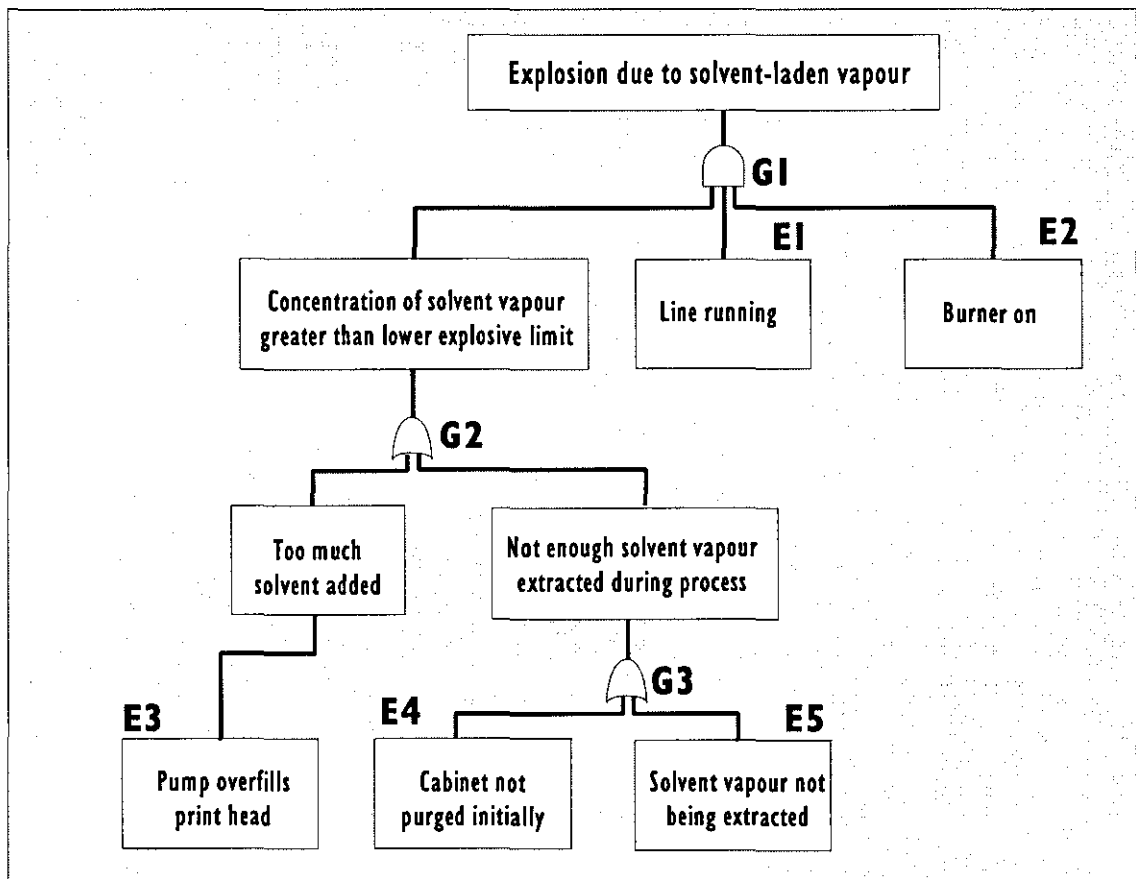 Explosion due to solvent-laden vapour
G1
E1
E2
Concentration of solvent vapour
greater than lower explosive limit
Line running
Burner on
G2
Too much
solvent added
Not enough solvent vapour
extracted during process
G3
E3
E4
E5
Pump overfills
print head
Cabinet not
purged initially
Solvent vapour not
being extracted